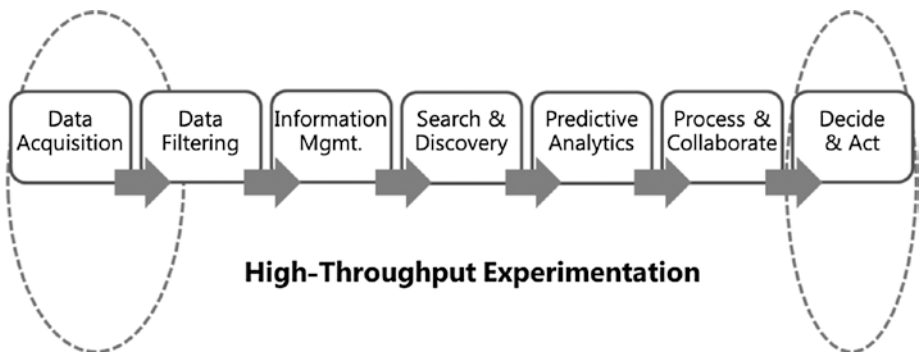 Data
Acquisition
Data
Filtering
Information
Mgmt.
Search &
Discovery
Predictive
Analytics
Process &
Collaborate
Decide
& Act
High-Throughput Experimentation